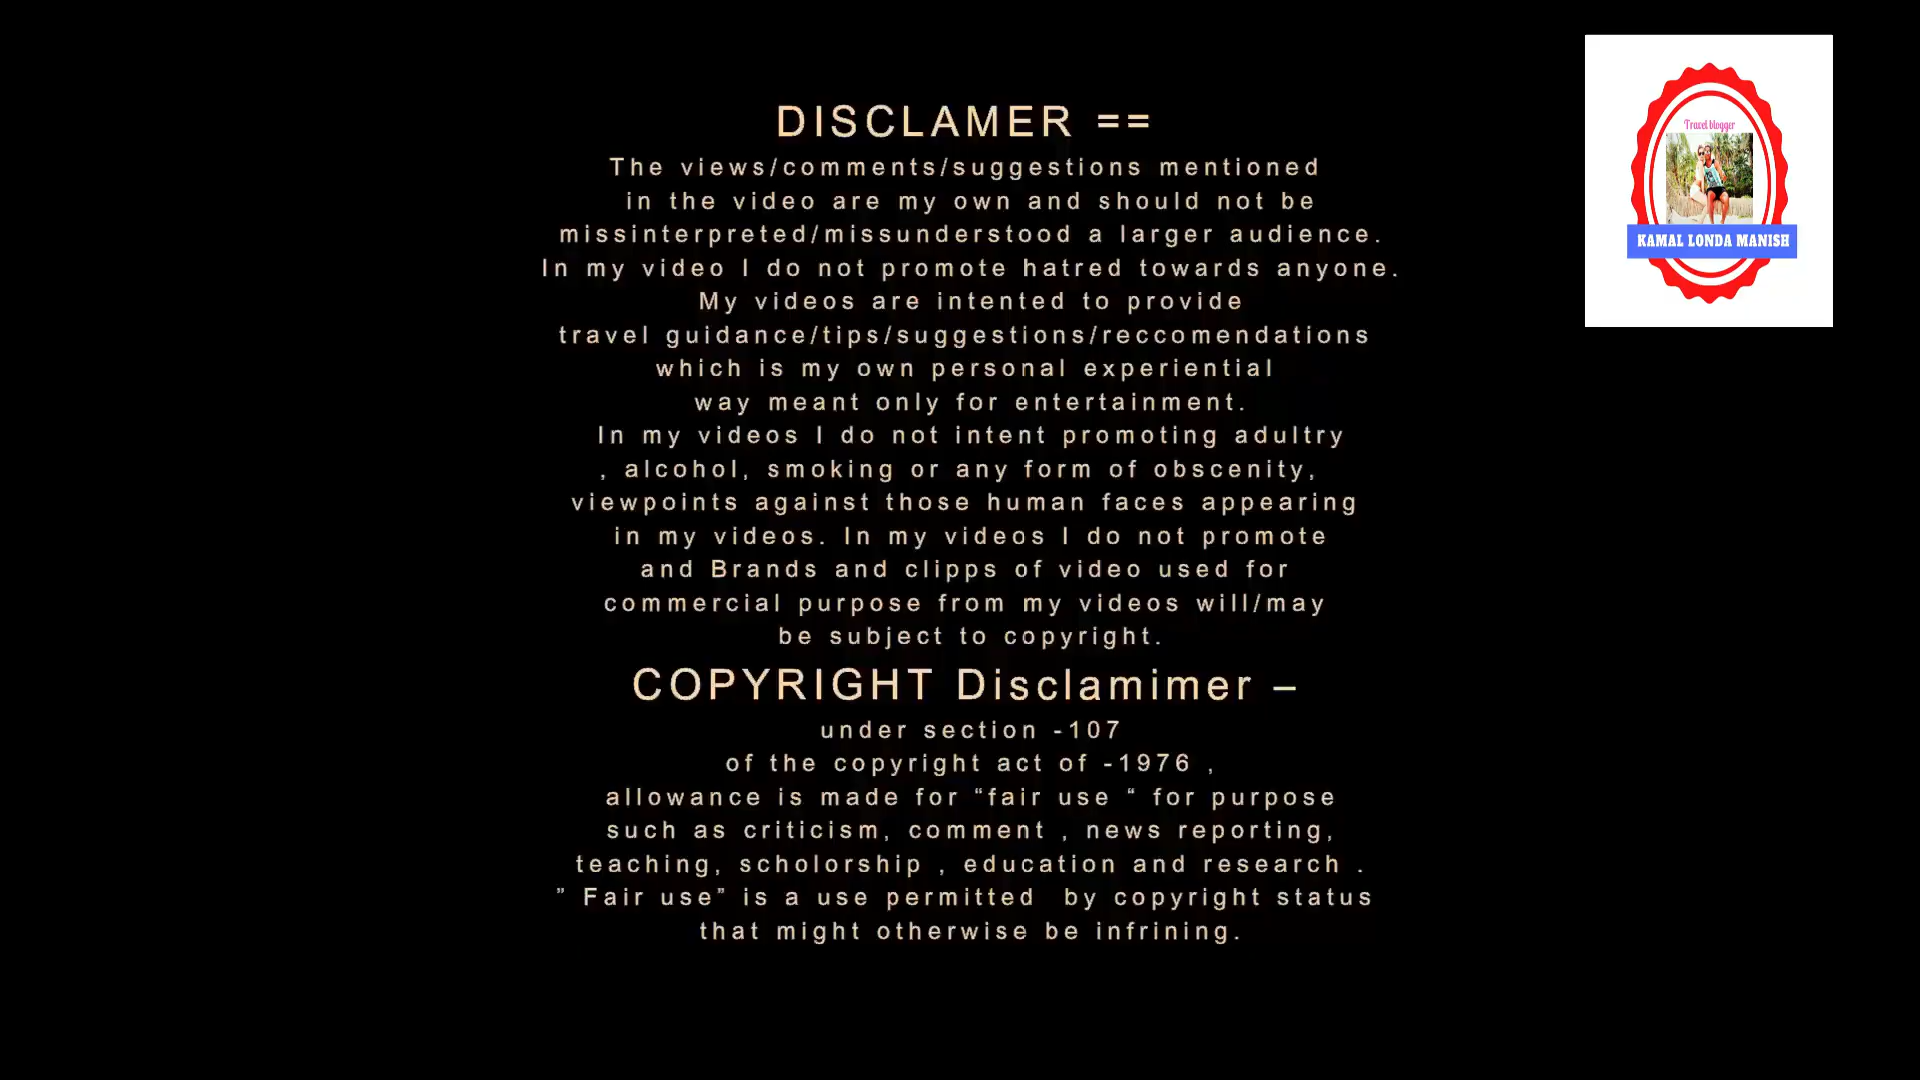 DISCLAMER ==
The views/comments/suggestions mentioned
in the video are my own and should not be
missinterpreted/missunderstood a larger audience.
In my video I do not promote hatred towards anyone.
My videos are intented to provide
travel guidance/tips/suggestions/reccomendations
which is my own personal experiential
way meant only for entertainment.
In my videos I do not intent promoting adultry
, alcohol, smoking or any form of obscenity,
viewpoints against those human faces appearing
in my videos. In my videos I do not promote
and Brands and clipps of video used for
commercial purpose from my videos will/may
be subject to copyright.
COPYRIGHT Disclamimer –
under section -107
of the copyright act of -1976 ,
allowance is made for “fair use “ for purpose
such as criticism, comment , news reporting,
teaching, scholorship , education and research .
” Fair use” is a use permitted  by copyright status
that might otherwise be infrining.
Travel blogger
KAMAL LONDA MANISH